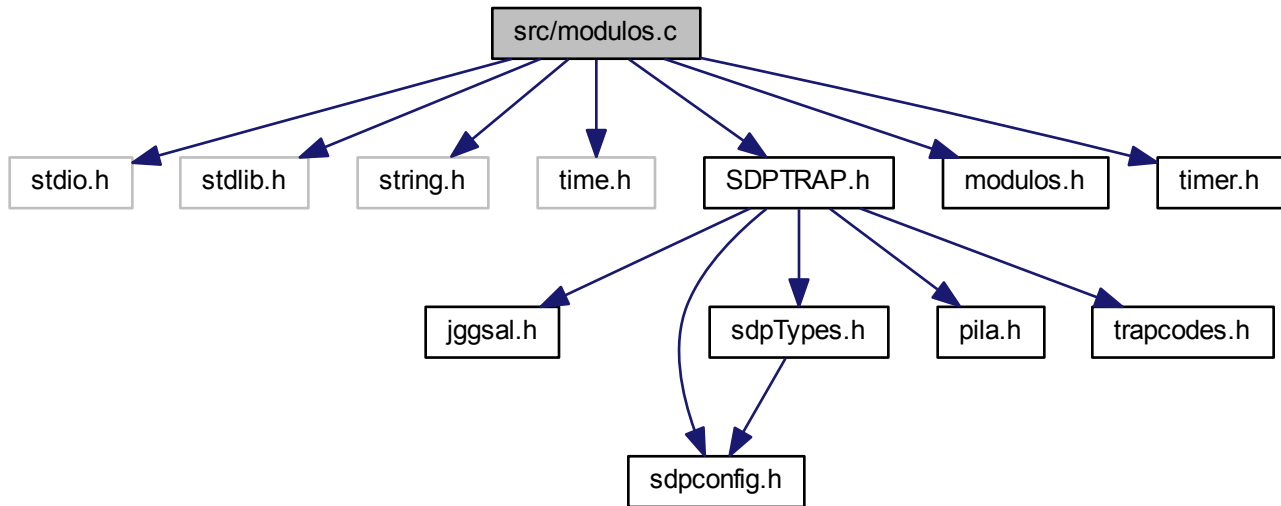 src/modulos.c
stdio.h
stdlib.h
string.h
time.h
SDPTRAP.h
modulos.h
timer.h
jggsal.h
sdpTypes.h
pila.h
trapcodes.h
sdpconfig.h